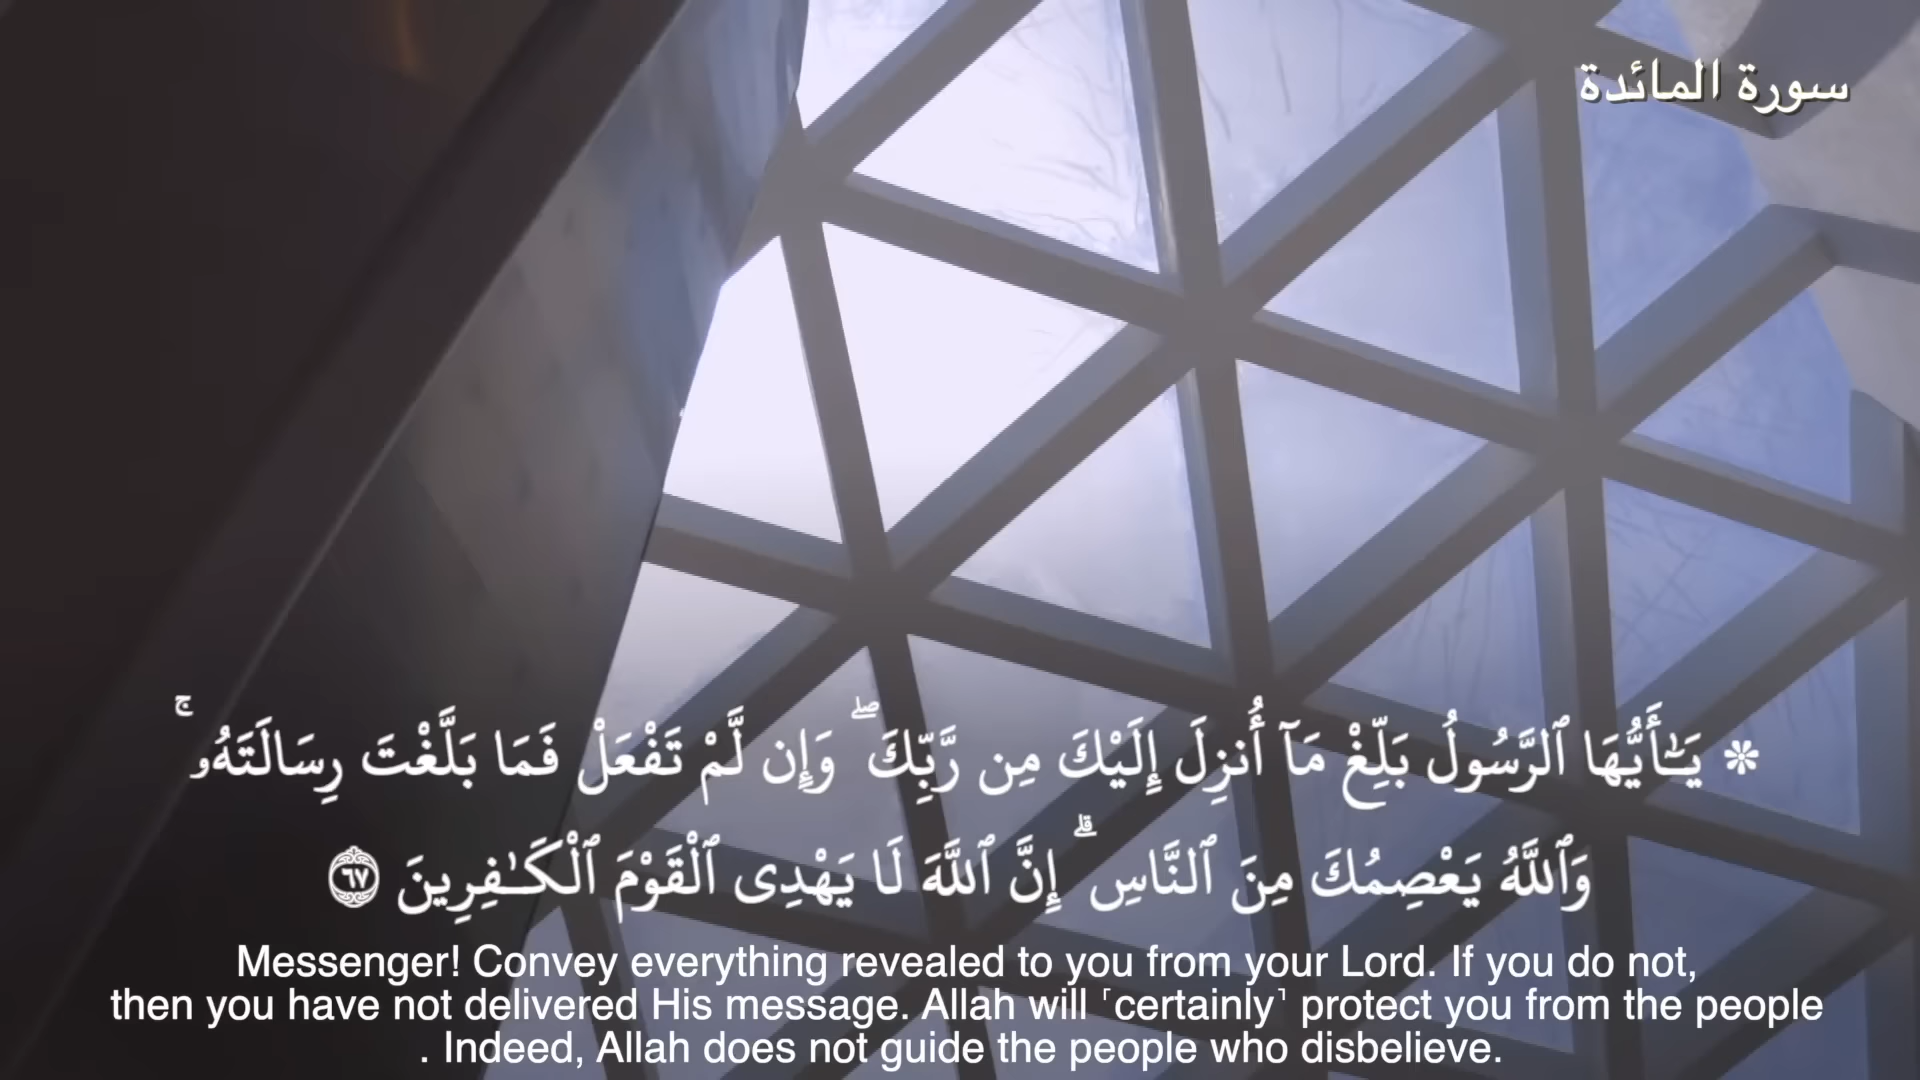 سورة المائدة
۞ يَـٰٓأَيُّهَا ٱلرَّسُولُ بَلِّغْ مَآ أُنزِلَ إِلَيْكَ مِن رَّبِّكَ ۖ وَإِن لَّمْ تَفْعَلْ فَمَا بَلَّغْتَ رِسَالَتَهُۥ ۚ
وَٱللَّهُ يَعْصِمُكَ مِنَ ٱلنَّاسِ ۗ إِنَّ ٱللَّهَ لَا يَهْدِى ٱلْقَوْمَ ٱلْكَـٰفِرِينَ ٦٧
Messenger! Convey everything revealed to you from your Lord. If you do not,
then you have not delivered His message. Allah will ˹certainly˺ protect you from the people
. Indeed, Allah does not guide the people who disbelieve.